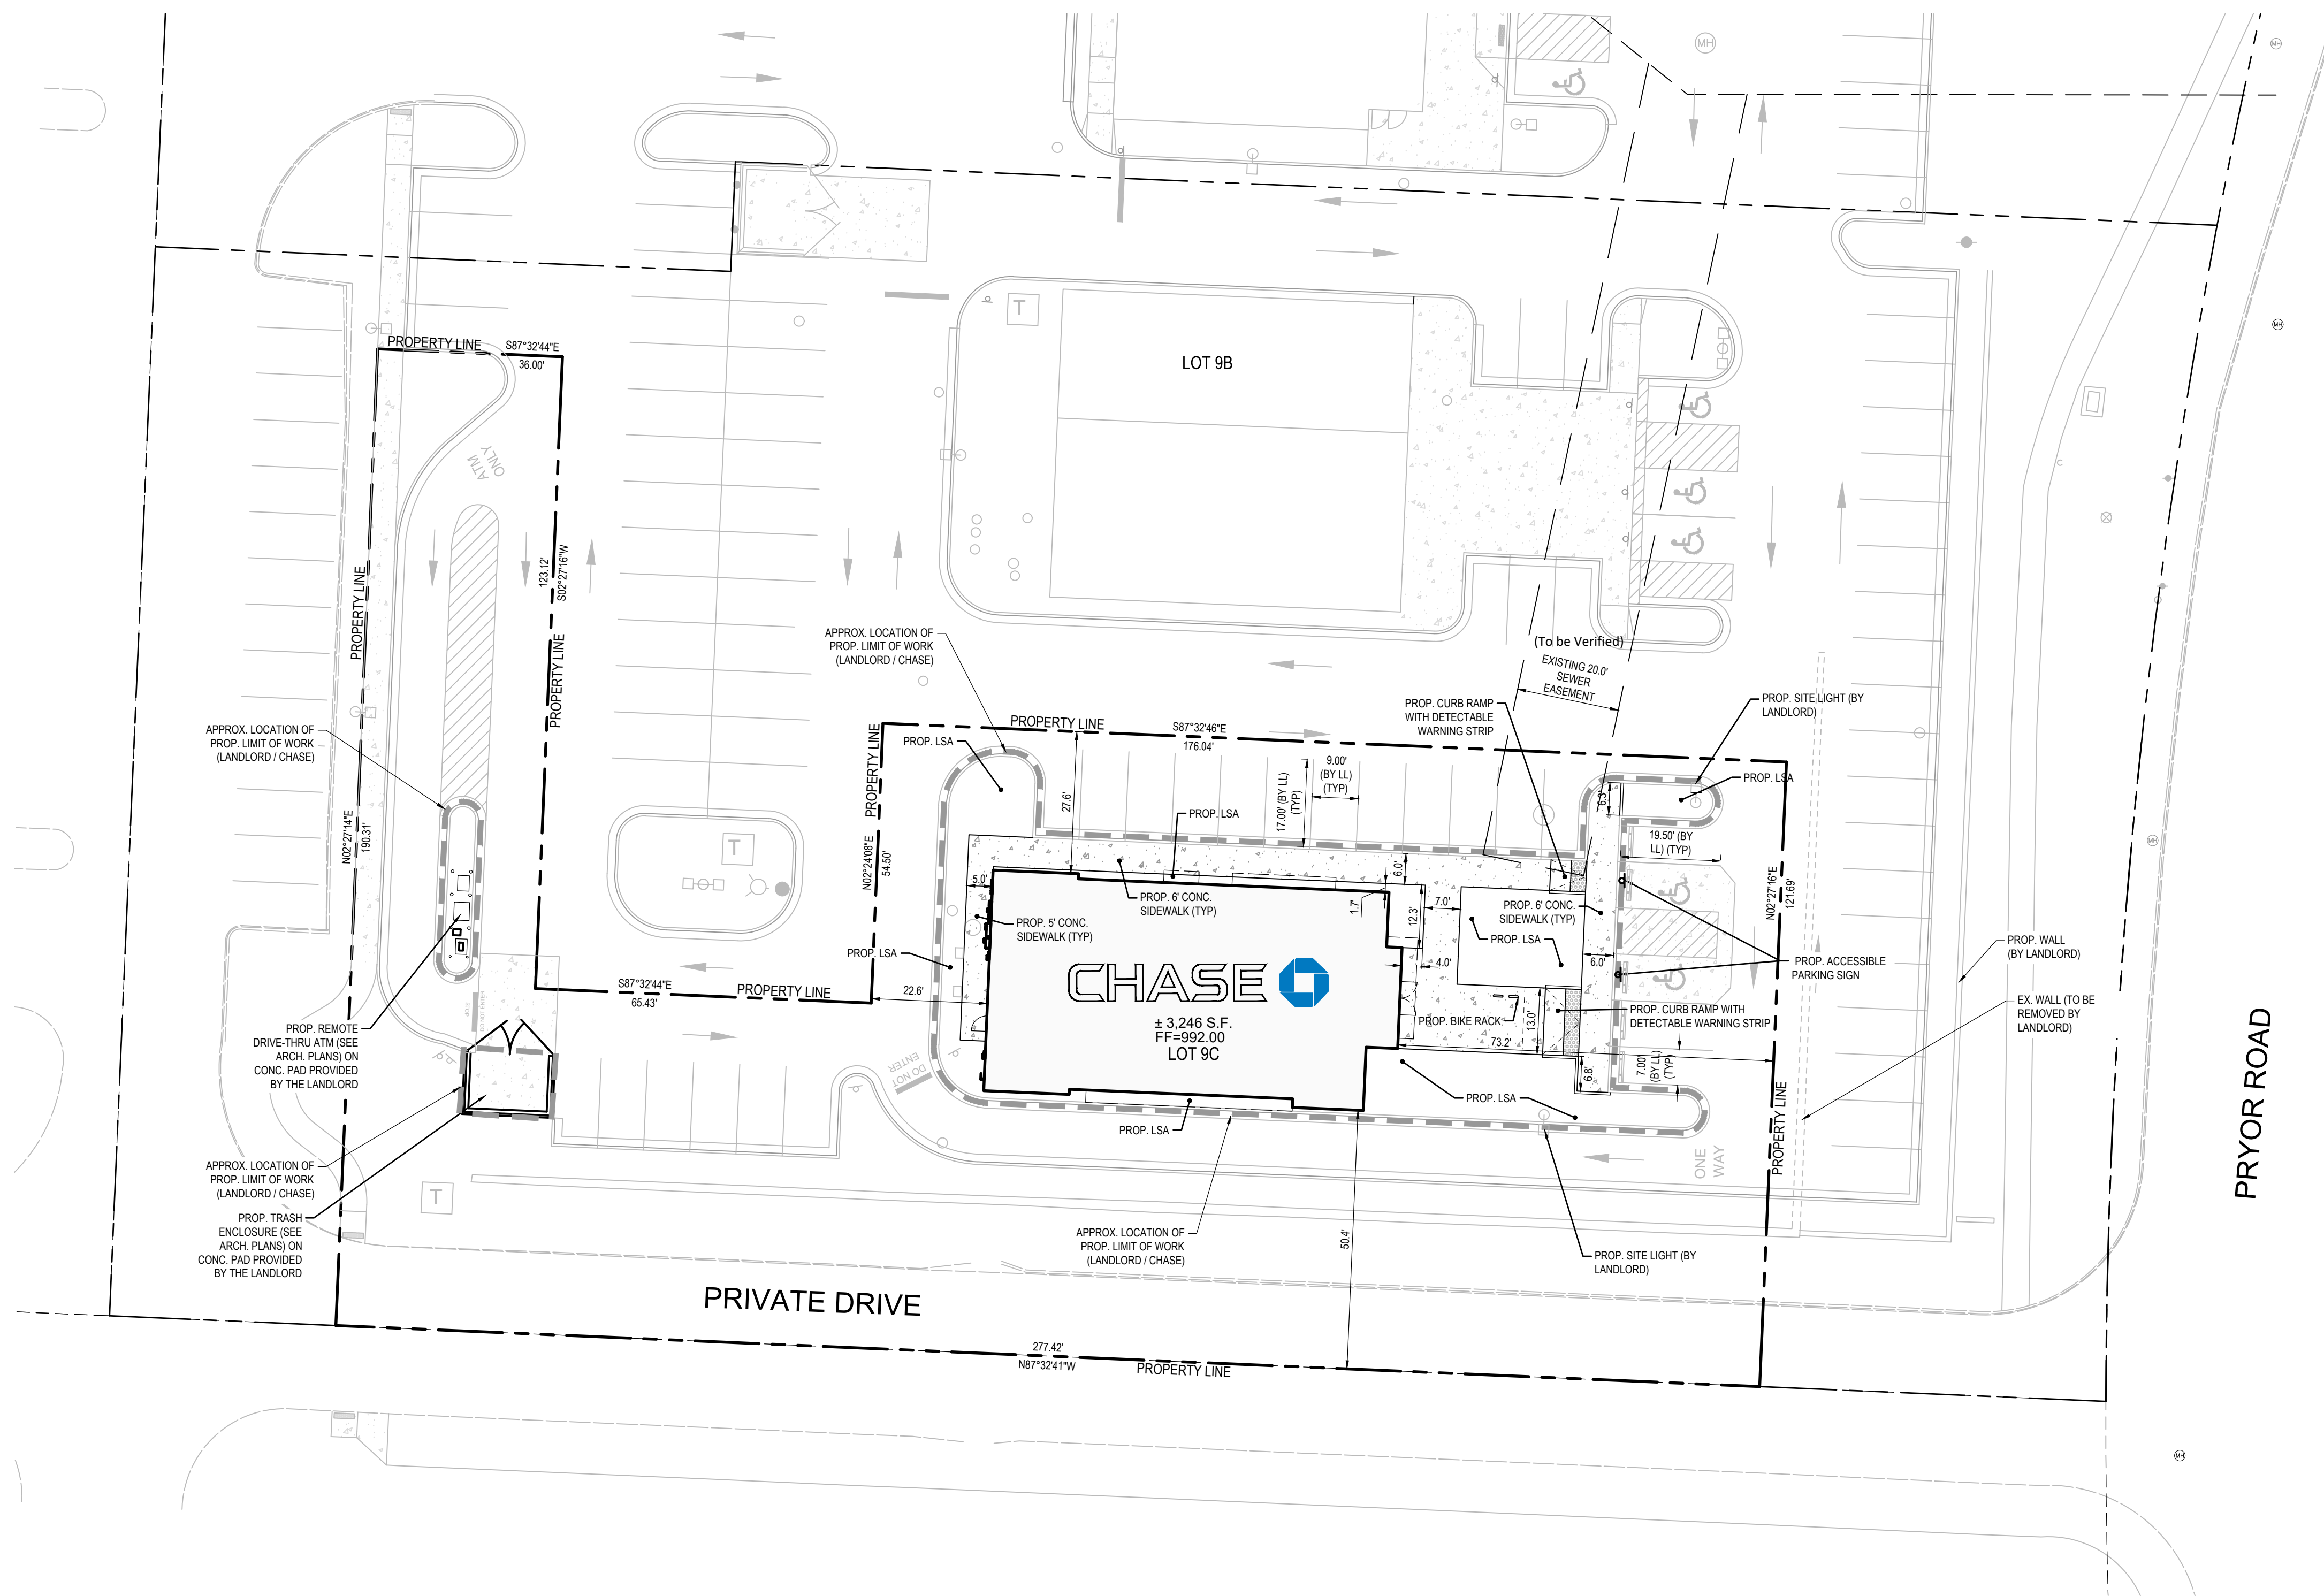 MH
MH
PROPERTY LINE
S87°32'44"E
36.00'
LOT 9B
T
MH
ATM
ONLY
123.12'
S02°27'16"W
PROPERTY LINE
PROPERTY LINE
(To be Verified)
EXISTING 20.0'
SEWER
EASEMENT
APPROX. LOCATION OF
PROP. LIMIT OF WORK
(LANDLORD / CHASE)
PROP. CURB RAMP
WITH DETECTABLE
WARNING STRIP
PROP. SITE LIGHT (BY
LANDLORD)
APPROX. LOCATION OF
PROP. LIMIT OF WORK
(LANDLORD / CHASE)
PROPERTY LINE
PROPERTY LINE
S87°32'46"E
176.04'
PROP. LSA
27.6'
9.00'
(BY LL)
(TYP)
17.00' (BY LL)
(TYP)
PROP. LSA
6.3'
PROP. LSA
MH
N02°27'14"E
190.31'
T
N02°24'08"E
54.50'
19.50' (BY
LL) (TYP)
6.0'
5.0'
N02°27'16"E
121.69'
PROP. 6' CONC.
SIDEWALK (TYP)
1.7'
12.3'
7.0'
PROP. 6' CONC.
SIDEWALK (TYP)
PROP. 5' CONC.
SIDEWALK (TYP)
PROP. LSA
PROP. LSA
4.0'
6.0'
PROP. ACCESSIBLE
PARKING SIGN
PROP. WALL
(BY LANDLORD)
CHASE
± 3,246 S.F.
FF=992.00
LOT 9C
S87°32'44"E
65.43'
PROPERTY LINE
22.6'
PROP. BIKE RACK
13.0'
PROP. CURB RAMP WITH
DETECTABLE WARNING STRIP
EX. WALL (TO BE
REMOVED BY
LANDLORD)
PROP. REMOTE
DRIVE-THRU ATM (SEE
ARCH. PLANS) ON
CONC. PAD PROVIDED
BY THE LANDLORD
DO NOT
ENTER
73.2'
7.00'
(BY LL)
(TYP)
6.8'
PROP. LSA
PROP. LSA
PROPERTY LINE
PRYOR ROAD
ONE
WAY
APPROX. LOCATION OF
PROP. LIMIT OF WORK
(LANDLORD / CHASE)
T
PROP. TRASH
ENCLOSURE (SEE
ARCH. PLANS) ON
CONC. PAD PROVIDED
BY THE LANDLORD
APPROX. LOCATION OF
PROP. LIMIT OF WORK
(LANDLORD / CHASE)
50.4'
PROP. SITE LIGHT (BY
LANDLORD)
PRIVATE DRIVE
277.42'
N87°32'41"W
PROPERTY LINE
MH